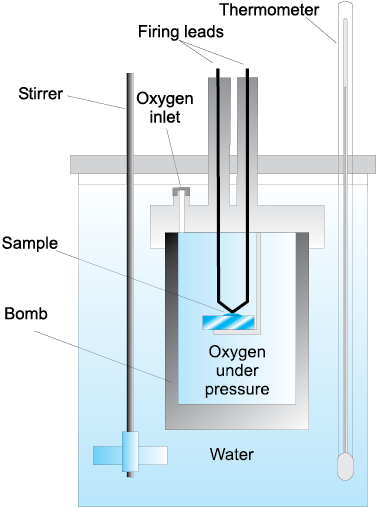 Thermometer
Firing leads
Stirrer
Oxygen
inlet
Sample
Bomb
Oxygen
under
pressure
Water